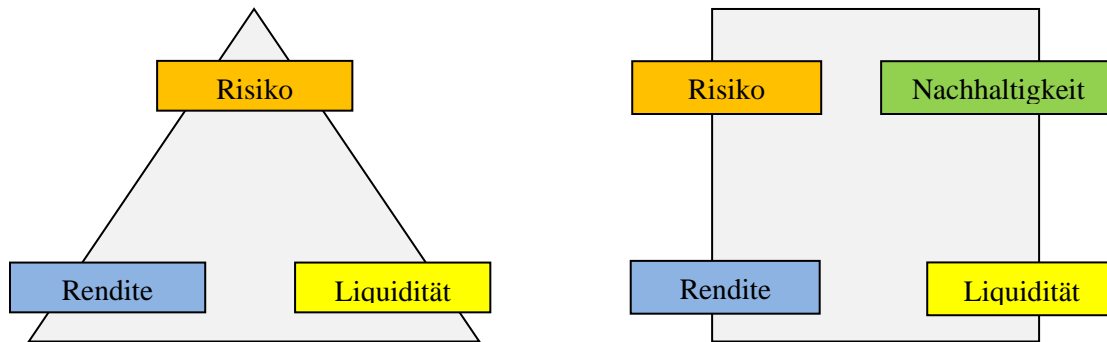 Risiko
Rendite
Liquidität
Risiko
Nachhaltigkeit
Rendite
Liquidität